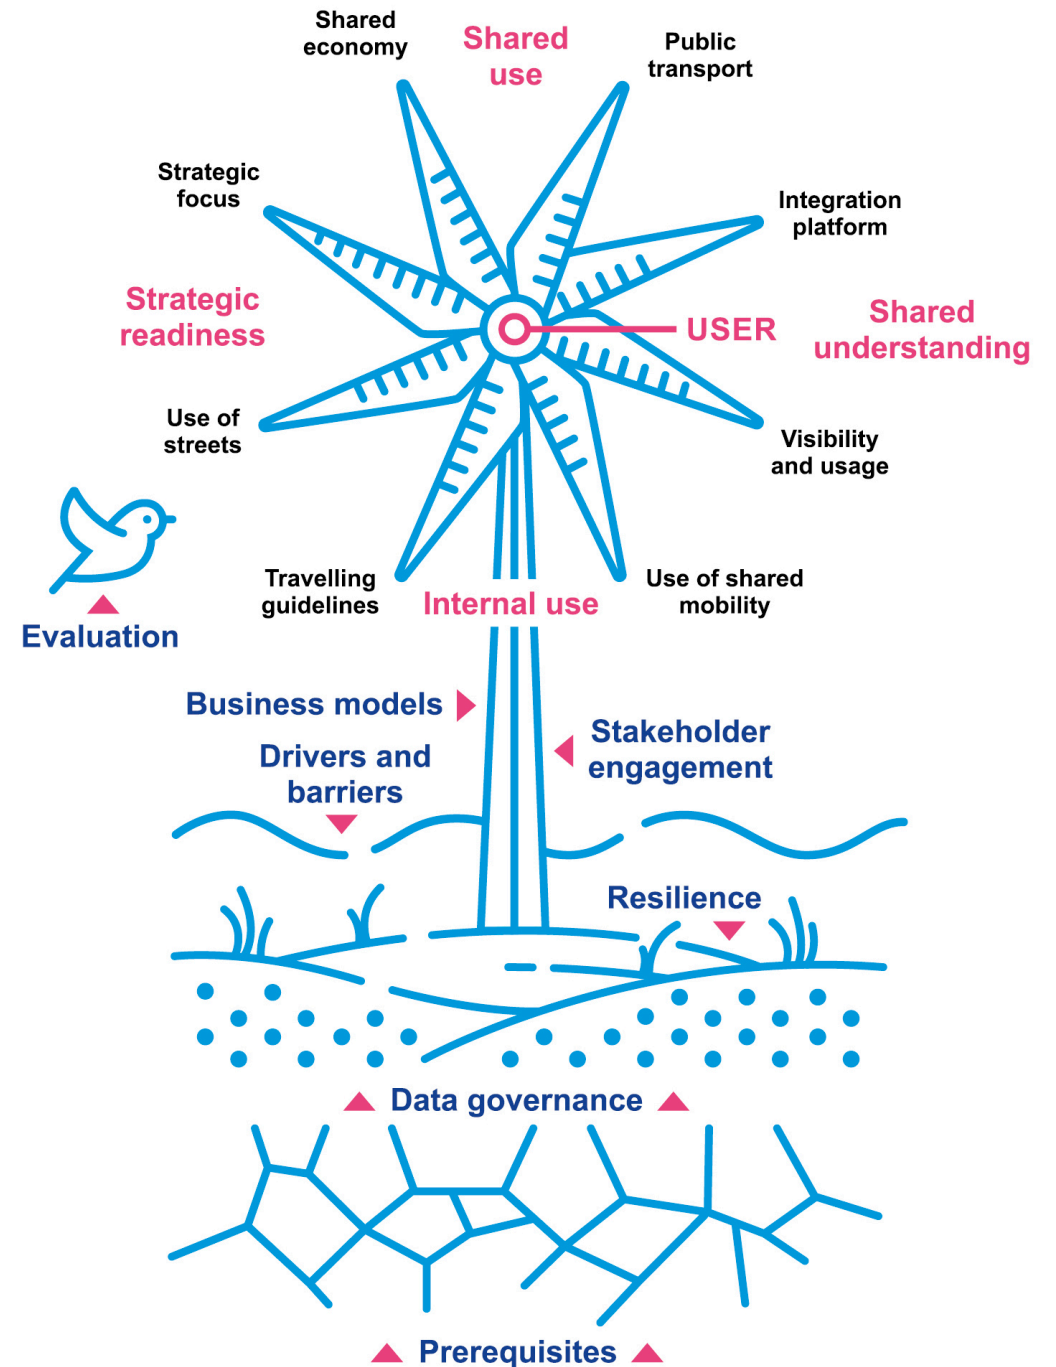 Shared
economy
Shared
use
Public
transport
Strategic
focus
Integration
platform
Strategic
readiness
USER
Shared
understanding
Use of
streets
Visibility
and usage
Travelling
guidelines
Internal use
Use of shared
mobility
Evaluation
Business models
Stakeholder
engagement
Drivers and
barriers
Resilience
Data governance
Prerequisites